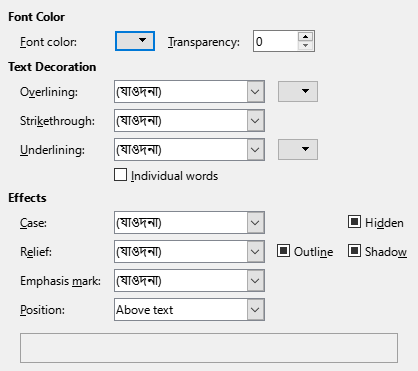 Font Color
Font color: Transparency: 0
Text Decoration
Overlining: (যাওদনা)
Strikethrough: (যাওদনা)
Underlining: (যাওদনা)
Individual words
Effects
Case: (যাওদনা) Hidden
Relief: (যাওদনা) Outline Shadow
Emphasis mark: (যাওদনা)
Position: Above text